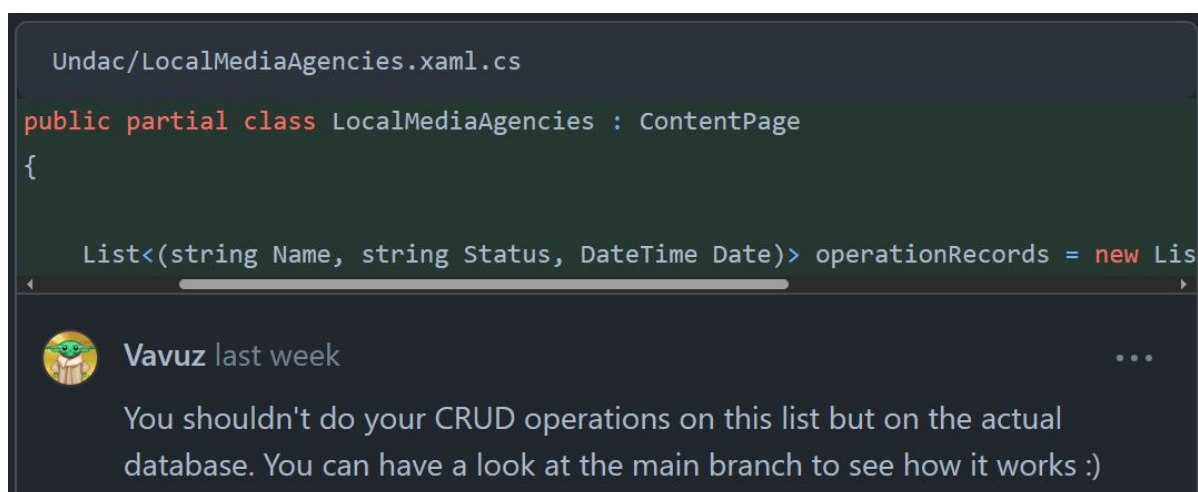 Undac/LocalMediaAgencies.xaml.cs
public partial class LocalMediaAgencies : ContentPage
{
List<(string Name, string Status, DateTime Date)> operationRecords = new Lis
Vavuz last week
You shouldn't do your CRUD operations on this list but on the actual
database. You can have a look at the main branch to see how it works :)